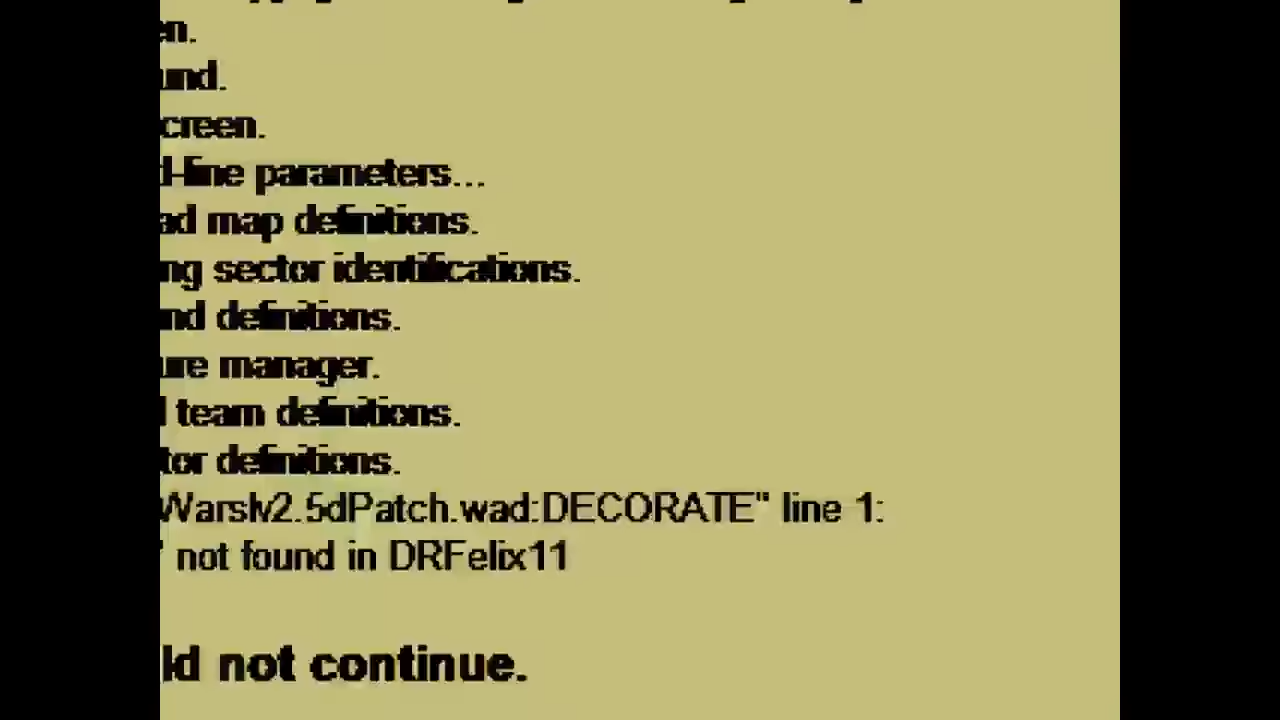 en.
und.
creen.
d-line parameters...
ad map definitions.
ng sector identifications.
nd definitions.
ure manager.
l team definitions.
tor definitions.
Warslv2.5dPatch.wad:DECORATE" line 1:
' not found in DRFelix11
ld not continue.